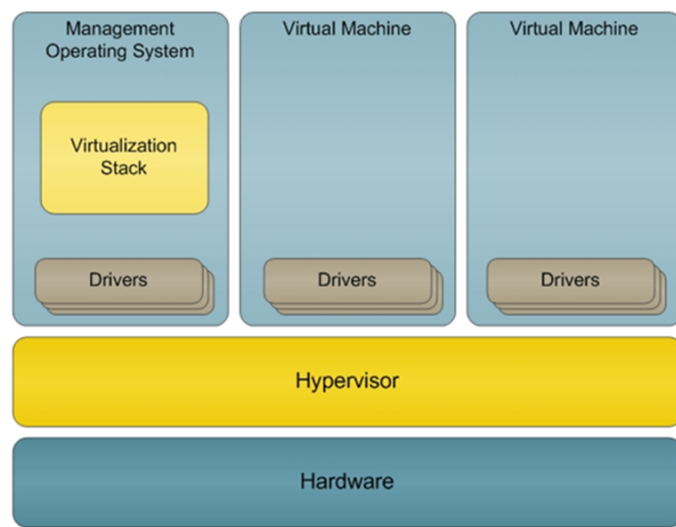 Management
Operating System
Virtualization
Stack
Drivers
Virtual Machine
Drivers
Virtual Machine
Drivers
Hypervisor
Hardware